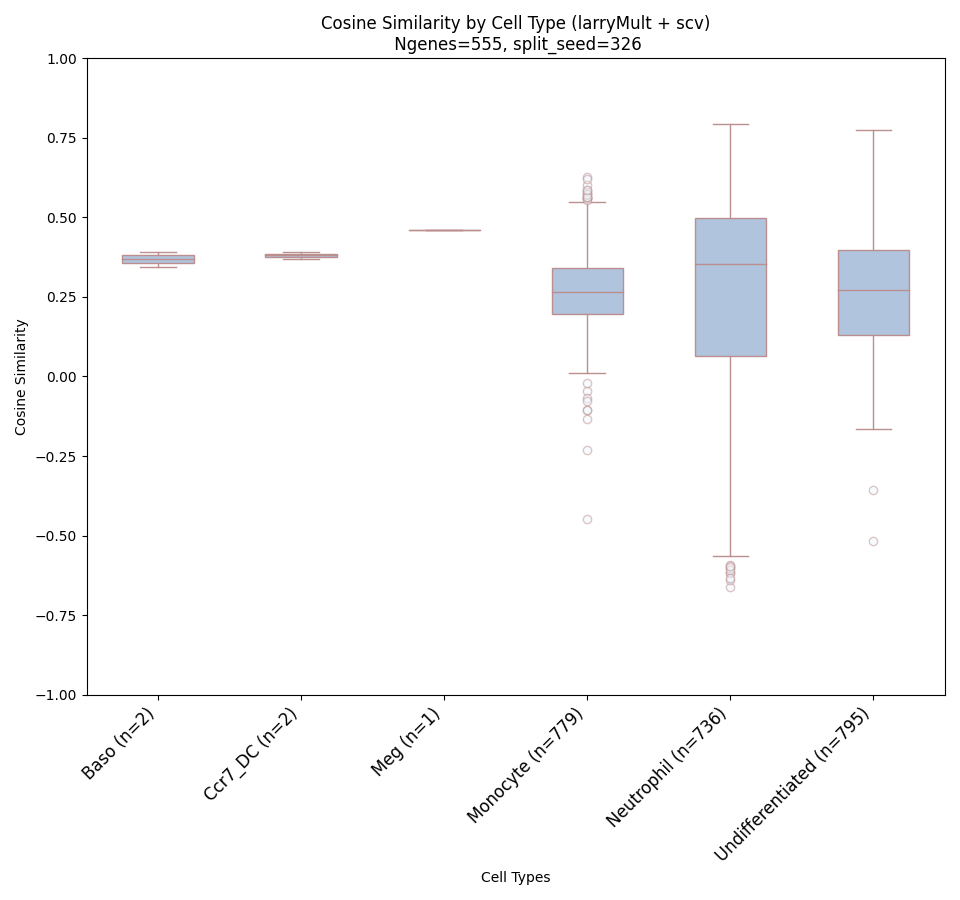 Cosine Similarity by Cell Type (larryMult + scv)
Ngenes=555, split_seed=326
1.00
0.75
0.50
0.25
0.00
−0.25
−0.50
−0.75
−1.00
Cosine Similarity
Baso (n=2)
Ccr7_DC (n=2)
Meg (n=1)
Monocyte (n=779)
Neutrophil (n=736)
Undifferentiated (n=795)
Cell Types